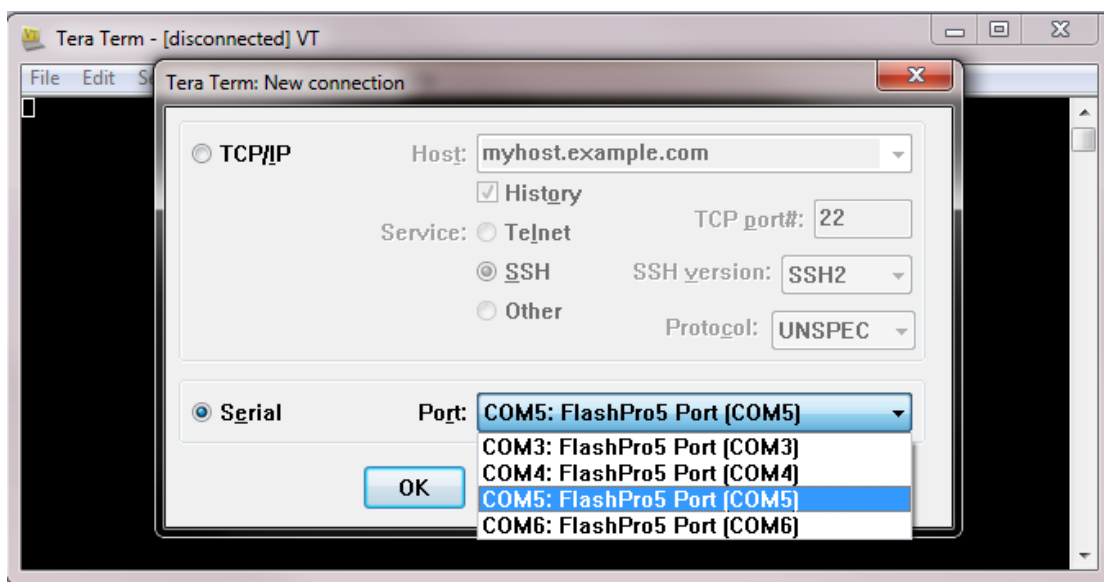 Tera Term - [disconnected] VT
File Edit S
Tera Term: New connection
TCP/IP Host: myhost.example.com
History
Service: Telnet TCP port#: 22
SSH SSH version: SSH2
Other Protocol: UNSPEC
Serial Port: COM5: FlashPro5 Port (COM5)
COM3: FlashPro5 Port (COM3)
COM4: FlashPro5 Port (COM4)
OK
COM5: FlashPro5 Port (COM5)
COM6: FlashPro5 Port (COM6)